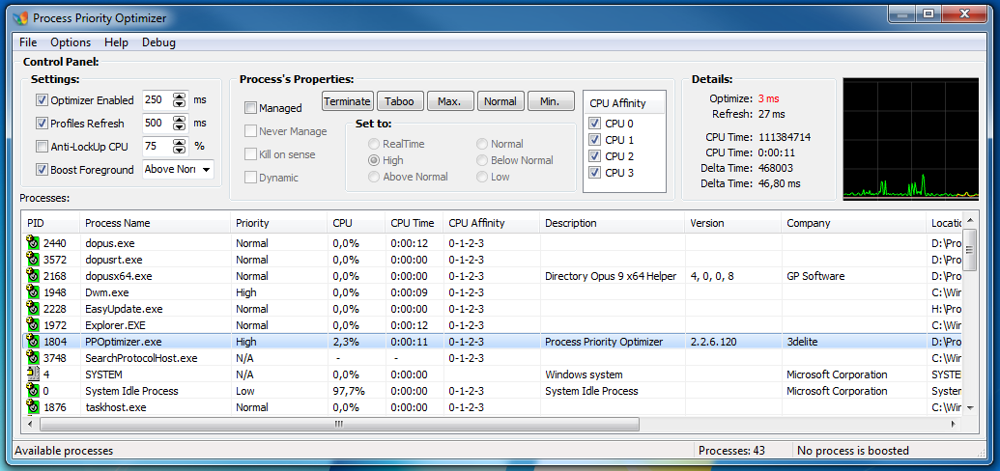 Process Priority Optimizer
File Options Help Debug
Control Panel:
Settings:
Optimizer Enabled 250 ms
Profiles Refresh 500 ms
Anti-LockUp CPU 75 %
Boost Foreground Above
Process's Properties:
Managed
Never Manage
Kill on sense
Dynamic
Terminate Taboo Max. Normal Min.
Set to:
RealTime Normal
High Below Normal
Above Normal Low
CPU Affinity
CPU 0
CPU 1
CPU 2
CPU 3
Details:
Optimize: 3 ms
Refresh: 27 ms
CPU Time: 111384714
CPU Time: 0:00:11
Delta Time: 468003
Delta Time: 46,80 ms
Processes:
PID Process Name Priority CPU CPU Time CPU Affinity Description Version Company Locatio
2440 dopus.exe Normal 0,0% 0:00:12 0-1-2-3 D:\Pro
3572 dopusrt.exe Normal 0,0% 0:00:00 0-1-2-3 D:\Pro
2168 dopusx64.exe Normal 0,0% 0:00:00 0-1-2-3 Directory Opus 9 x64 Helper 4, 0, 0, 8 GP Software D:\Pro
1948 Dwm.exe High 0,0% 0:00:09 0-1-2-3 C:\Win
2228 EasyUpdate.exe Normal 0,0% 0:00:00 0-1-2-3 H:\Pro
1972 Explorer.EXE Normal 0,0% 0:00:12 0-1-2-3 C:\Win
1804 PPOptimizer.exe High 2,3% 0:00:11 0-1-2-3 Process Priority Optimizer 2.2.6.120 3delite D:\Pro
3748 SearchProtocolHost.exe N/A - - 0-1-2-3 C:\Win
4 SYSTEM N/A 0,0% 0:00:00 Windows system Microsoft Corporation SYSTE
0 System Idle Process Low 97,7% 0:00:00 0-1-2-3 System Idle Process Microsoft Corporation System
1876 taskhost.exe Normal 0,0% 0:00:00 0-1-2-3 C:\Win
Available processes Processes: 43 No process is boosted